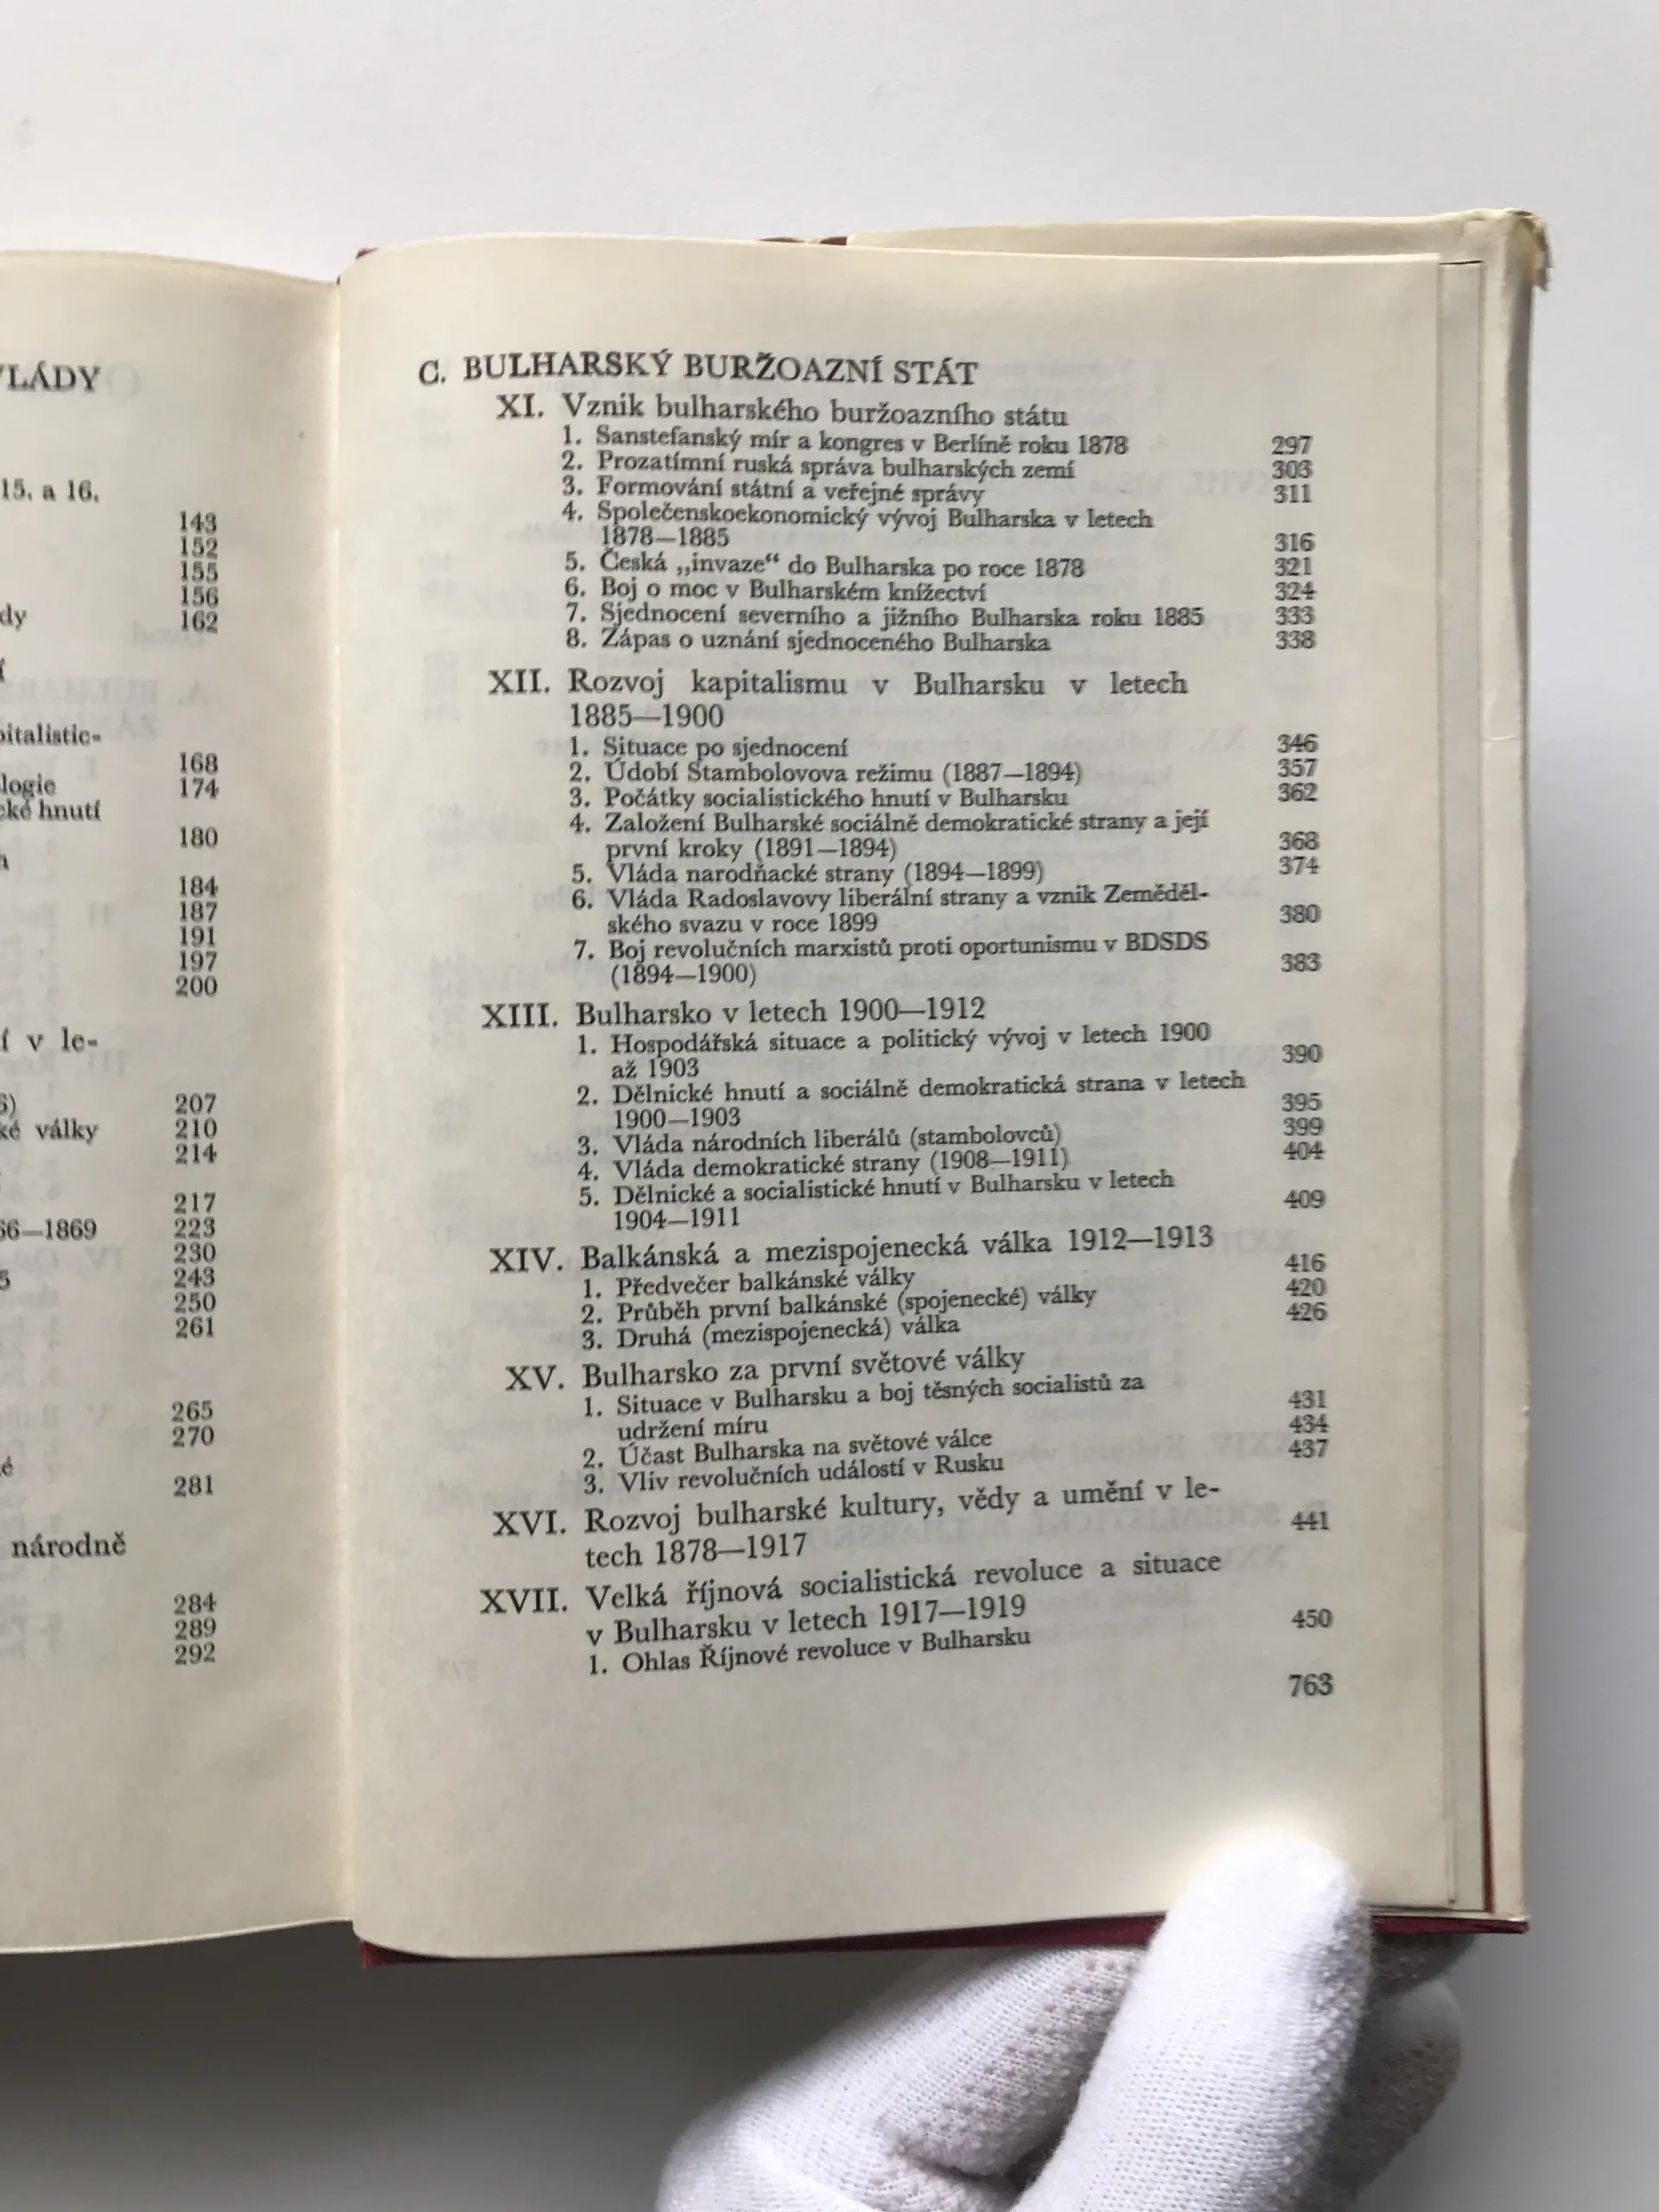 VLÁDY
15. a 16.
143
152
155
156
dy 162
í
pitalistic-
168
logie 174
cké hnutí
180
h
184
187
191
197
200
í v le-
6) 207
ké války 210
214
217
66—1869 223
230
5 243
250
261
265
270
é
281
národně
284
289
292
C. BULHARSKÝ BURŽOAZNÍ STÁT
XI. Vznik bulharského buržoazního státu
1. Sanstefanský mír a kongres v Berlíně roku 1878 297
2. Prozatímní ruská správa bulharských zemí 303
3. Formování státní a veřejné správy 311
4. Společenskoekonomický vývoj Bulharska v letech
1878—1885 316
5. Česká „invaze“ do Bulharska po roce 1878 321
6. Boj o moc v Bulharském knížectví 324
7. Sjednocení severního a jižního Bulharska roku 1885 333
8. Zápas o uznání sjednoceného Bulharska 338
XII. Rozvoj kapitalismu v Bulharsku v letech
1885—1900
1. Situace po sjednocení 346
2. Údobí Stambolovova režimu (1887—1894) 357
3. Počátky socialistického hnutí v Bulharsku 362
4. Založení Bulharské sociálně demokratické strany a její
první kroky (1891—1894) 368
5. Vláda narodňacké strany (1894—1899) 374
6. Vláda Radoslavovy liberální strany a vznik Zeměděl-
ského svazu v roce 1899 380
7. Boj revolučních marxistů proti oportunismu v BDSDS
(1894—1900) 383
XIII. Bulharsko v letech 1900—1912
1. Hospodářská situace a politický vývoj v letech 1900
až 1903 390
2. Dělnické hnutí a sociálně demokratická strana v letech
1900—1903 395
3. Vláda národních liberálů (stambolovců) 399
4. Vláda demokratické strany (1908—1911) 404
5. Dělnické a socialistické hnutí v Bulharsku v letech
1904—1911 409
XIV. Balkánská a mezispojenecká válka 1912—1913
1. Předvečer balkánské války 416
2. Průběh první balkánské (spojenecké) války 420
3. Druhá (mezispojenecká) válka 426
XV. Bulharsko za první světové války
1. Situace v Bulharsku a boj těsných socialistů za
udržení míru 431
2. Účast Bulharska na světové válce 434
3. Vliv revolučních událostí v Rusku 437
XVI. Rozvoj bulharské kultury, vědy a umění v le-
tech 1878—1917 441
XVII. Velká říjnová socialistická revoluce a situace
v Bulharsku v letech 1917—1919
1. Ohlas Říjnové revoluce v Bulharsku 450
763